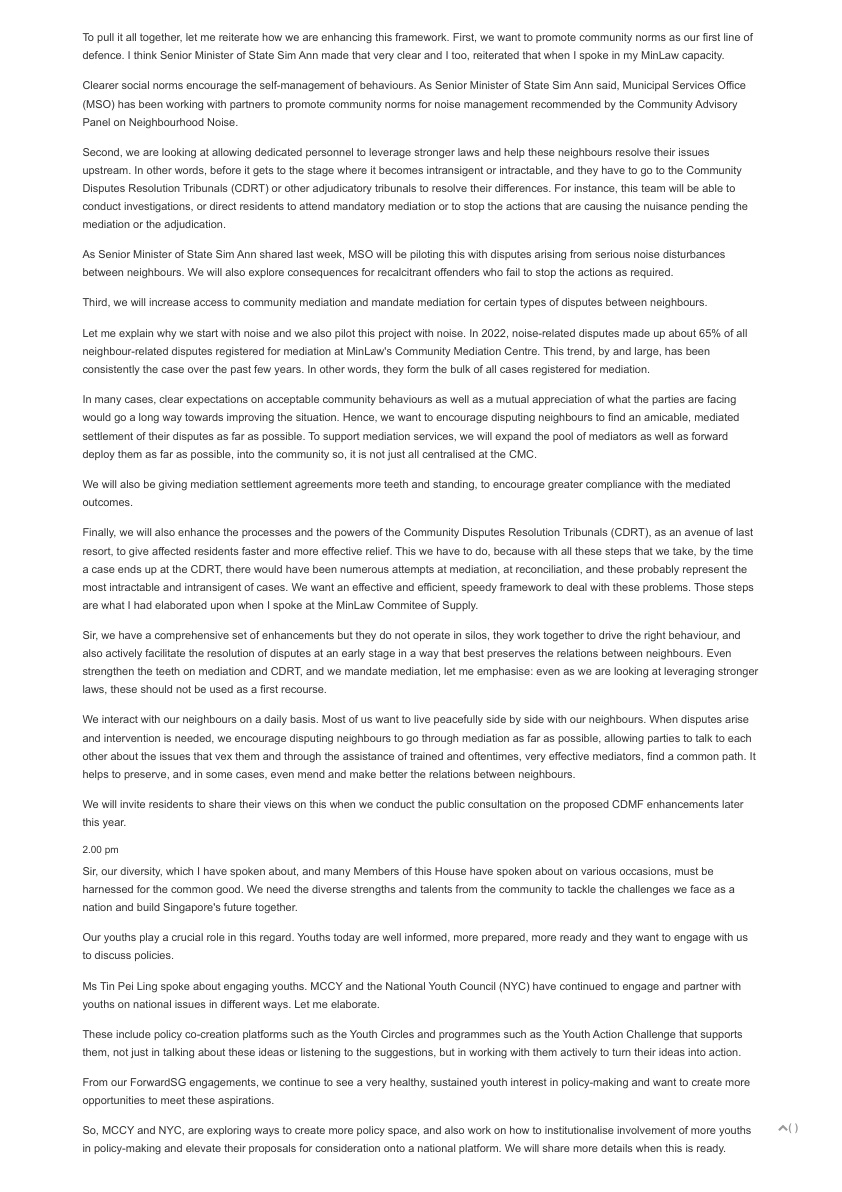 To pull it all together, let me reiterate how we are enhancing this framework. First, we want to promote community norms as our first line of
defence. I think Senior Minister of State Sim Ann made that very clear and I too, reiterated that when I spoke in my MinLaw capacity.
Clearer social norms encourage the self-management of behaviours. As Senior Minister of State Sim Ann said, Municipal Services Office
(MSO) has been working with partners to promote community norms for noise management recommended by the Community Advisory
Panel on Neighbourhood Noise.
Second, we are looking at allowing dedicated personnel to leverage stronger laws and help these neighbours resolve their issues
upstream. In other words, before it gets to the stage where it becomes intransigent or intractable, and they have to go to the Community
Disputes Resolution Tribunals (CDRT) or other adjudicatory tribunals to resolve their differences. For instance, this team will be able to
conduct investigations, or direct residents to attend mandatory mediation or to stop the actions that are causing the nuisance pending the
mediation or the adjudication.
As Senior Minister of State Sim Ann shared last week, MSO will be piloting this with disputes arising from serious noise disturbances
between neighbours. We will also explore consequences for recalcitrant offenders who fail to stop the actions as required.
Third, we will increase access to community mediation and mandate mediation for certain types of disputes between neighbours.
Let me explain why we start with noise and we also pilot this project with noise. In 2022, noise-related disputes made up about 65% of all
neighbour-related disputes registered for mediation at MinLaw's Community Mediation Centre. This trend, by and large, has been
consistently the case over the past few years. In other words, they form the bulk of all cases registered for mediation.
In many cases, clear expectations on acceptable community behaviours as well as a mutual appreciation of what the parties are facing
would go a long way towards improving the situation. Hence, we want to encourage disputing neighbours to find an amicable, mediated
settlement of their disputes as far as possible. To support mediation services, we will expand the pool of mediators as well as forward
deploy them as far as possible, into the community so, it is not just all centralised at the CMC.
We will also be giving mediation settlement agreements more teeth and standing, to encourage greater compliance with the mediated
outcomes.
Finally, we will also enhance the processes and the powers of the Community Disputes Resolution Tribunals (CDRT), as an avenue of last
resort, to give affected residents faster and more effective relief. This we have to do, because with all these steps that we take, by the time
a case ends up at the CDRT, there would have been numerous attempts at mediation, at reconciliation, and these probably represent the
most intractable and intransigent of cases. We want an effective and efficient, speedy framework to deal with these problems. Those steps
are what I had elaborated upon when I spoke at the MinLaw Commitee of Supply.
Sir, we have a comprehensive set of enhancements but they do not operate in silos, they work together to drive the right behaviour, and
also actively facilitate the resolution of disputes at an early stage in a way that best preserves the relations between neighbours. Even
strengthen the teeth on mediation and CDRT, and we mandate mediation, let me emphasise: even as we are looking at leveraging stronger
laws, these should not be used as a first recourse.
We interact with our neighbours on a daily basis. Most of us want to live peacefully side by side with our neighbours. When disputes arise
and intervention is needed, we encourage disputing neighbours to go through mediation as far as possible, allowing parties to talk to each
other about the issues that vex them and through the assistance of trained and oftentimes, very effective mediators, find a common path. It
helps to preserve, and in some cases, even mend and make better the relations between neighbours.
We will invite residents to share their views on this when we conduct the public consultation on the proposed CDMF enhancements later
this year.
2.00 pm
Sir, our diversity, which I have spoken about, and many Members of this House have spoken about on various occasions, must be
harnessed for the common good. We need the diverse strengths and talents from the community to tackle the challenges we face as a
nation and build Singapore's future together.
Our youths play a crucial role in this regard. Youths today are well informed, more prepared, more ready and they want to engage with us
to discuss policies.
Ms Tin Pei Ling spoke about engaging youths. MCCY and the National Youth Council (NYC) have continued to engage and partner with
youths on national issues in different ways. Let me elaborate.
These include policy co-creation platforms such as the Youth Circles and programmes such as the Youth Action Challenge that supports
them, not just in talking about these ideas or listening to the suggestions, but in working with them actively to turn their ideas into action.
From our ForwardSG engagements, we continue to see a very healthy, sustained youth interest in policy-making and want to create more
opportunities to meet these aspirations.
So, MCCY and NYC, are exploring ways to create more policy space, and also work on how to institutionalise involvement of more youths
in policy-making and elevate their proposals for consideration onto a national platform. We will share more details when this is ready.
( )